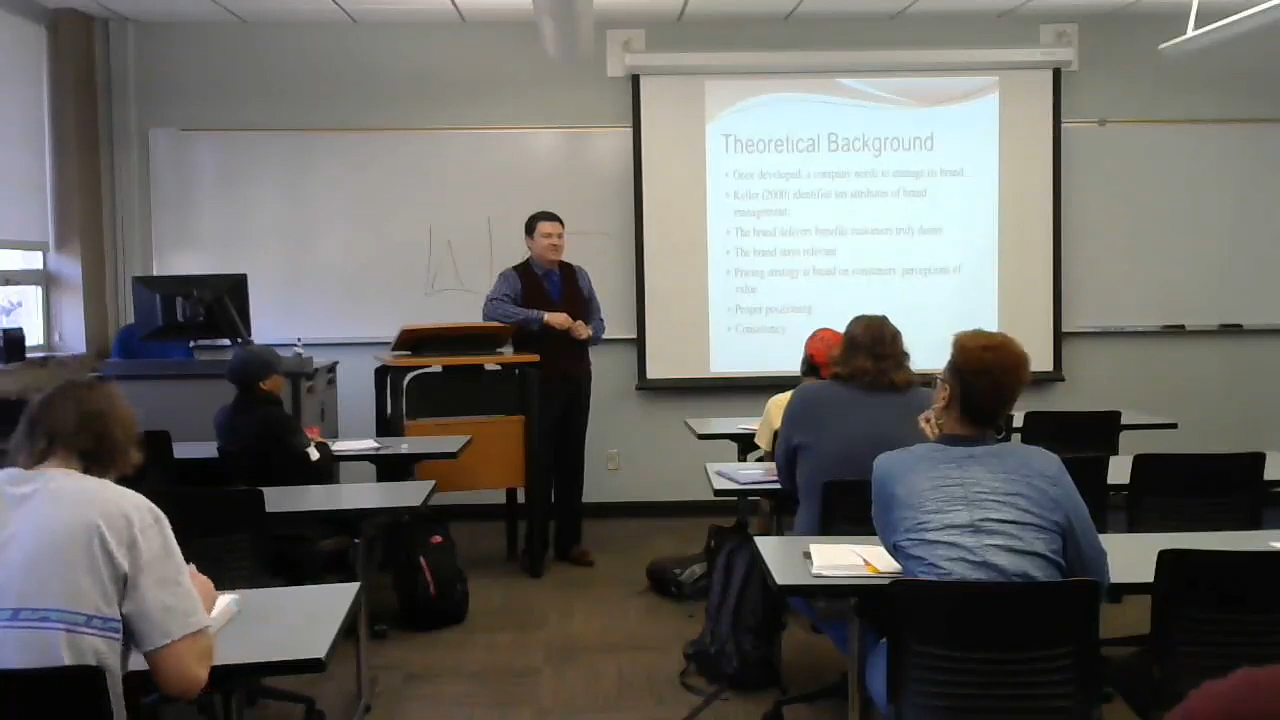 Theoretical Background
Once developed, a company needs to manage its brand.
Keller (2000) identifies ten attributes of brand
management:
The brand delivers benefits customers truly desire
The brand stays relevant
Pricing strategy is based on consumers' perceptions of
value
Proper positioning
Consistency